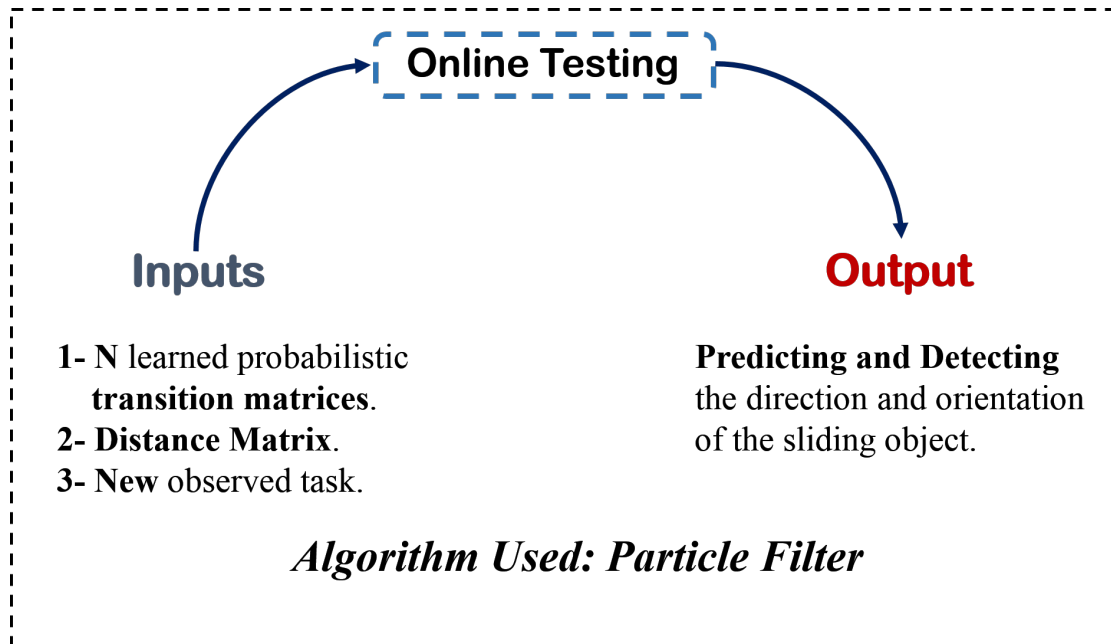 Online Testing
Inputs
Output
1- N learned probabilistic
transition matrices.
2- Distance Matrix.
3- New observed task.
Predicting and Detecting
the direction and orientation
of the sliding object.
Algorithm Used: Particle Filter